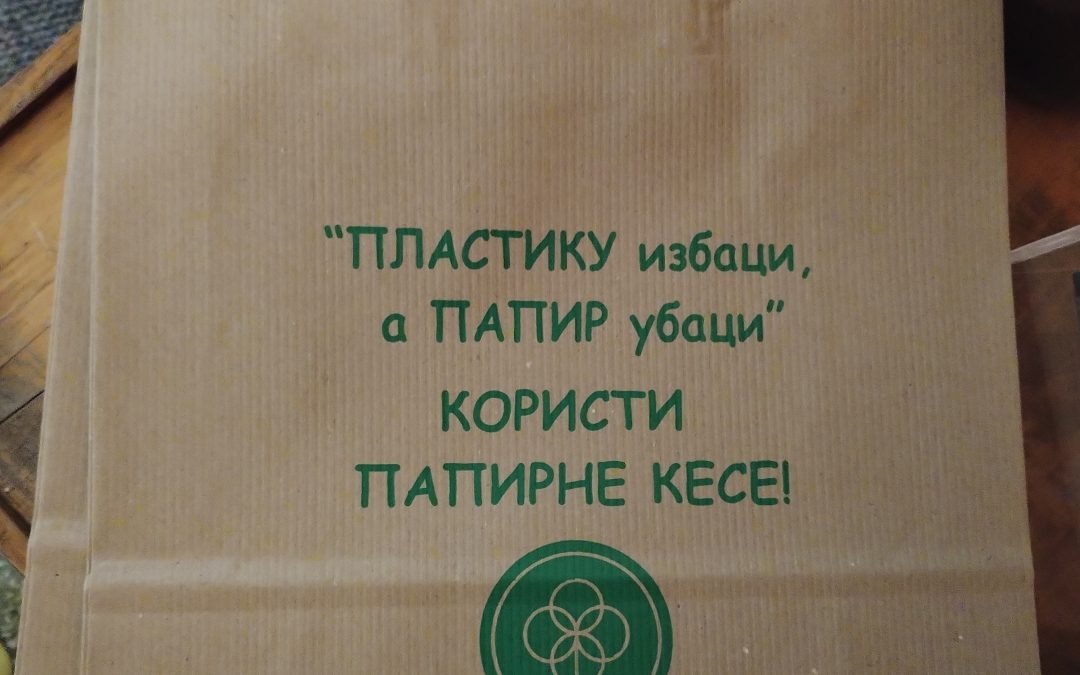 "ПЛАСТИКУ избаци,
а ПАПИР убаци"
КОРИСТИ
ПАПИРНЕ КЕСЕ!